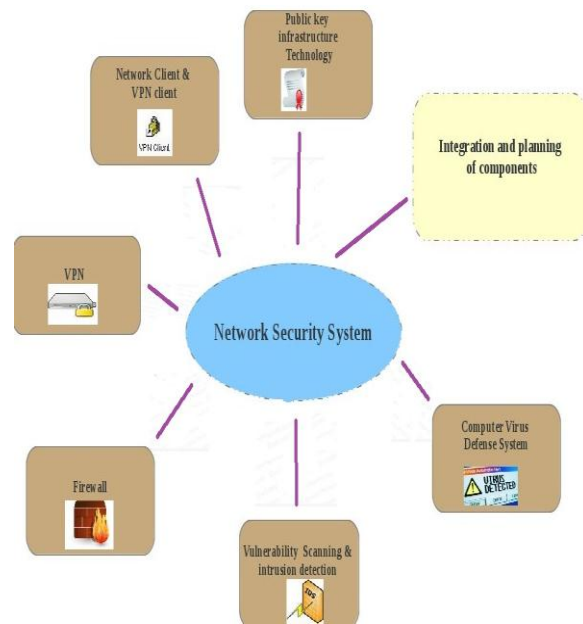 Public key
infrastructure
Technology
Network Client &
VPN client
VPN Client
Integration and planning
of components
VPN
Network Security System
Computer Virus
Defense System
VIRUS
DETECTED
Firewall
Vulnerability Scanning &
intrusion detection
IDS